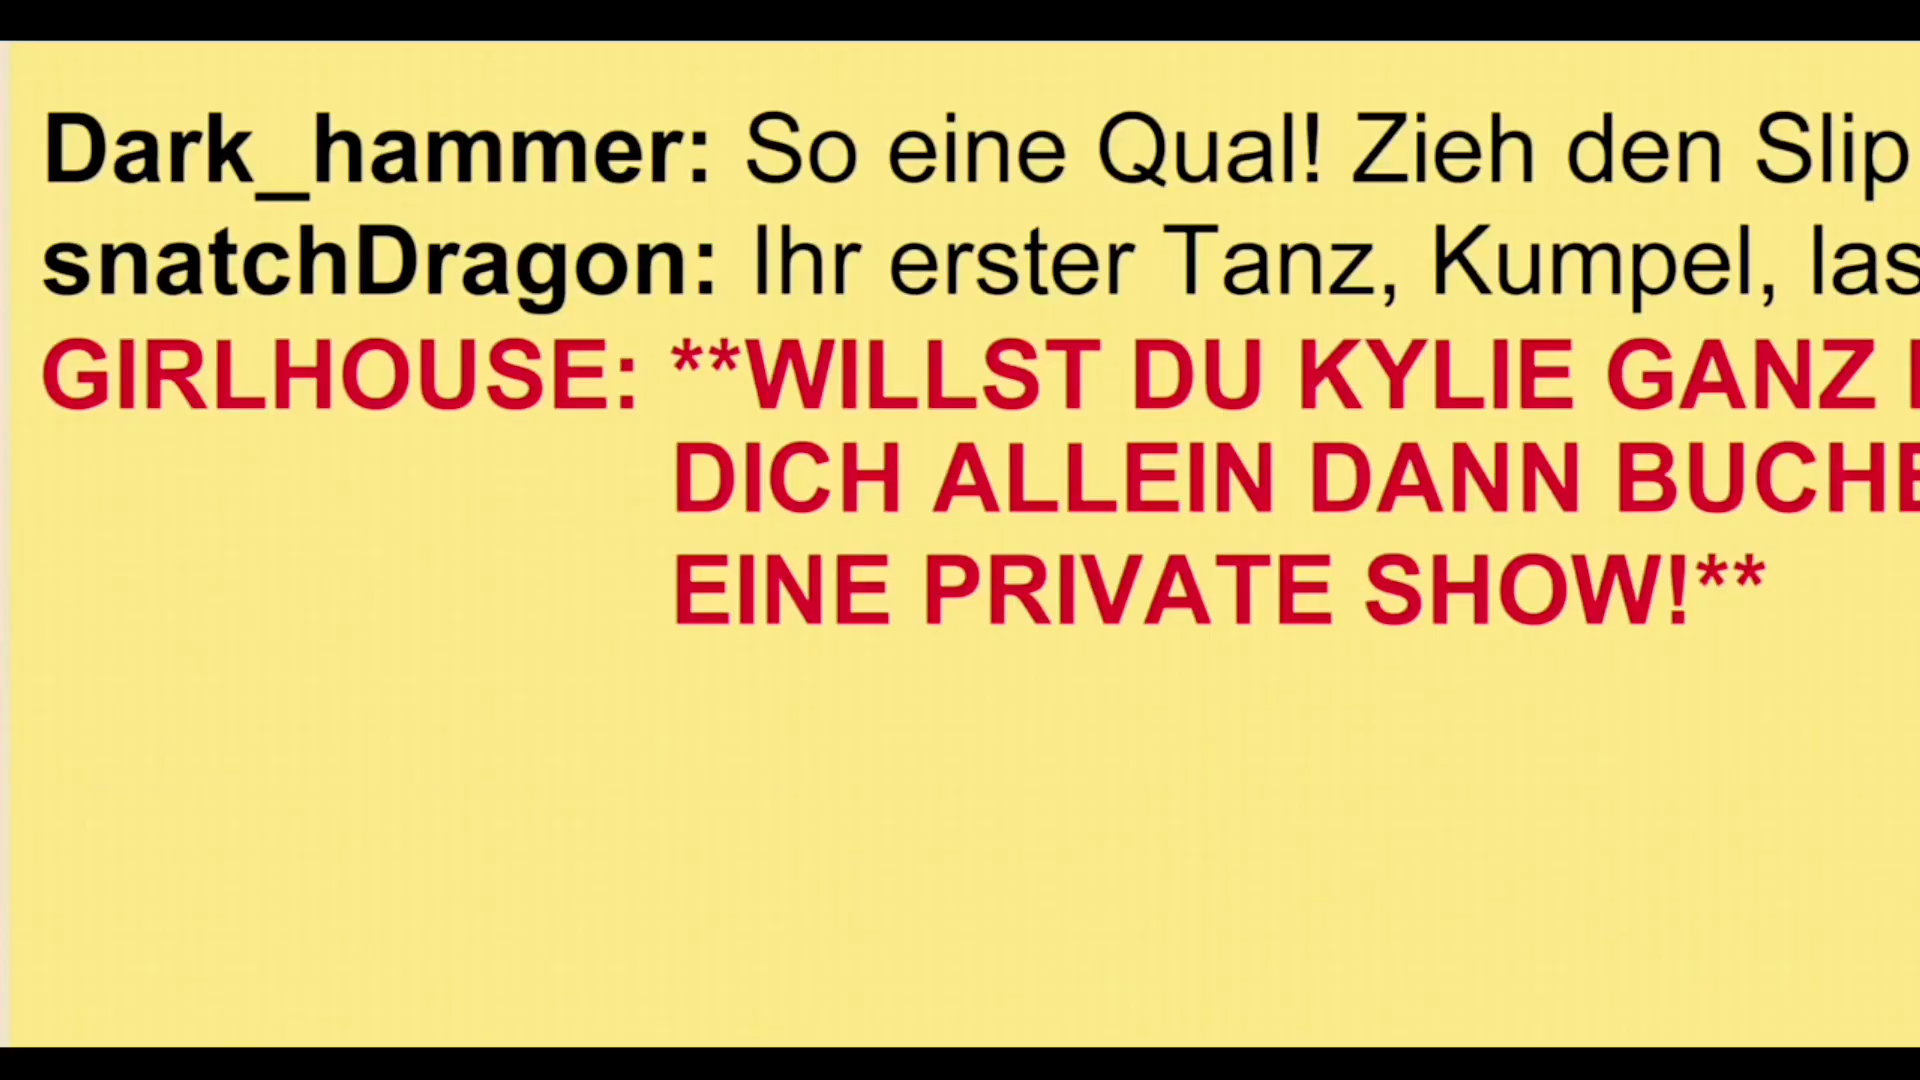 Dark_hammer: So eine Qual! Zieh den Slip
snatchDragon: Ihr erster Tanz, Kumpel,
GIRLHOUSE: **WILLST DU KYLIE GANZ
DICH ALLEIN DANN BUCHE
EINE PRIVATE SHOW!**